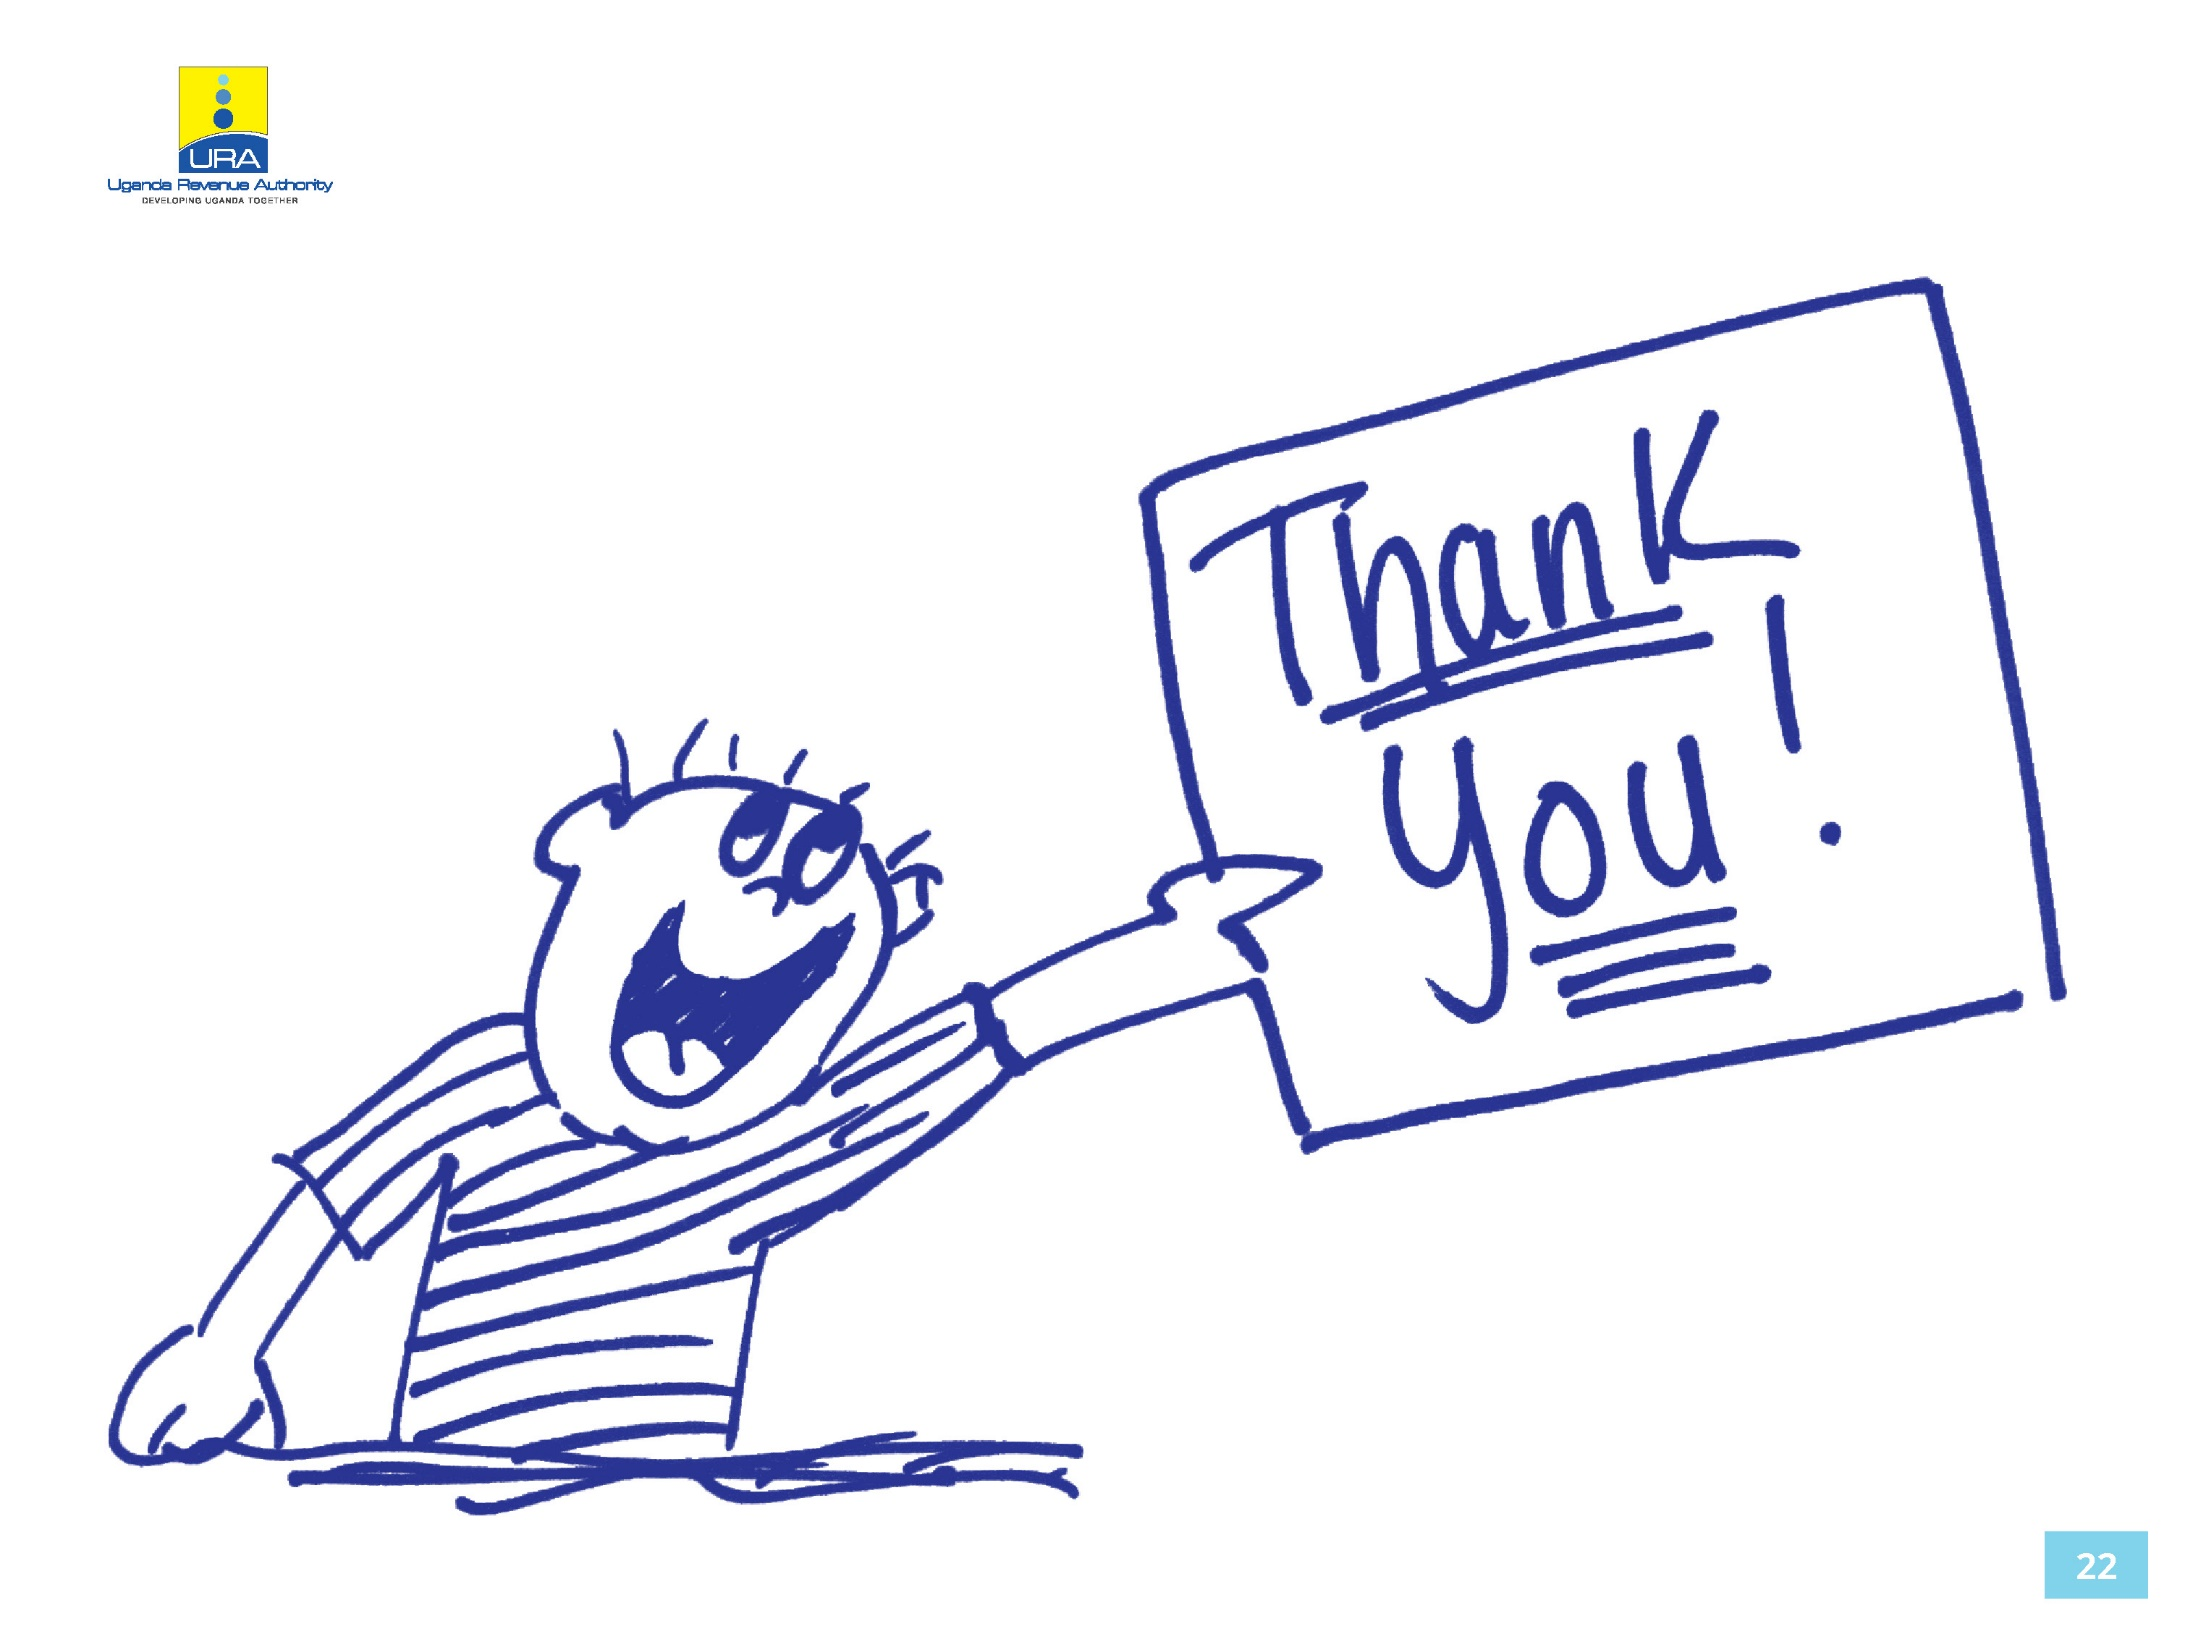 URA
Uganda Revenue Authority
DEVELOPING UGANDA TOGETHER
Thank
you!
22